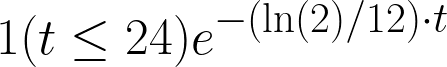 1(t ≤ 24)e^{−(ln(2)/12)·t}